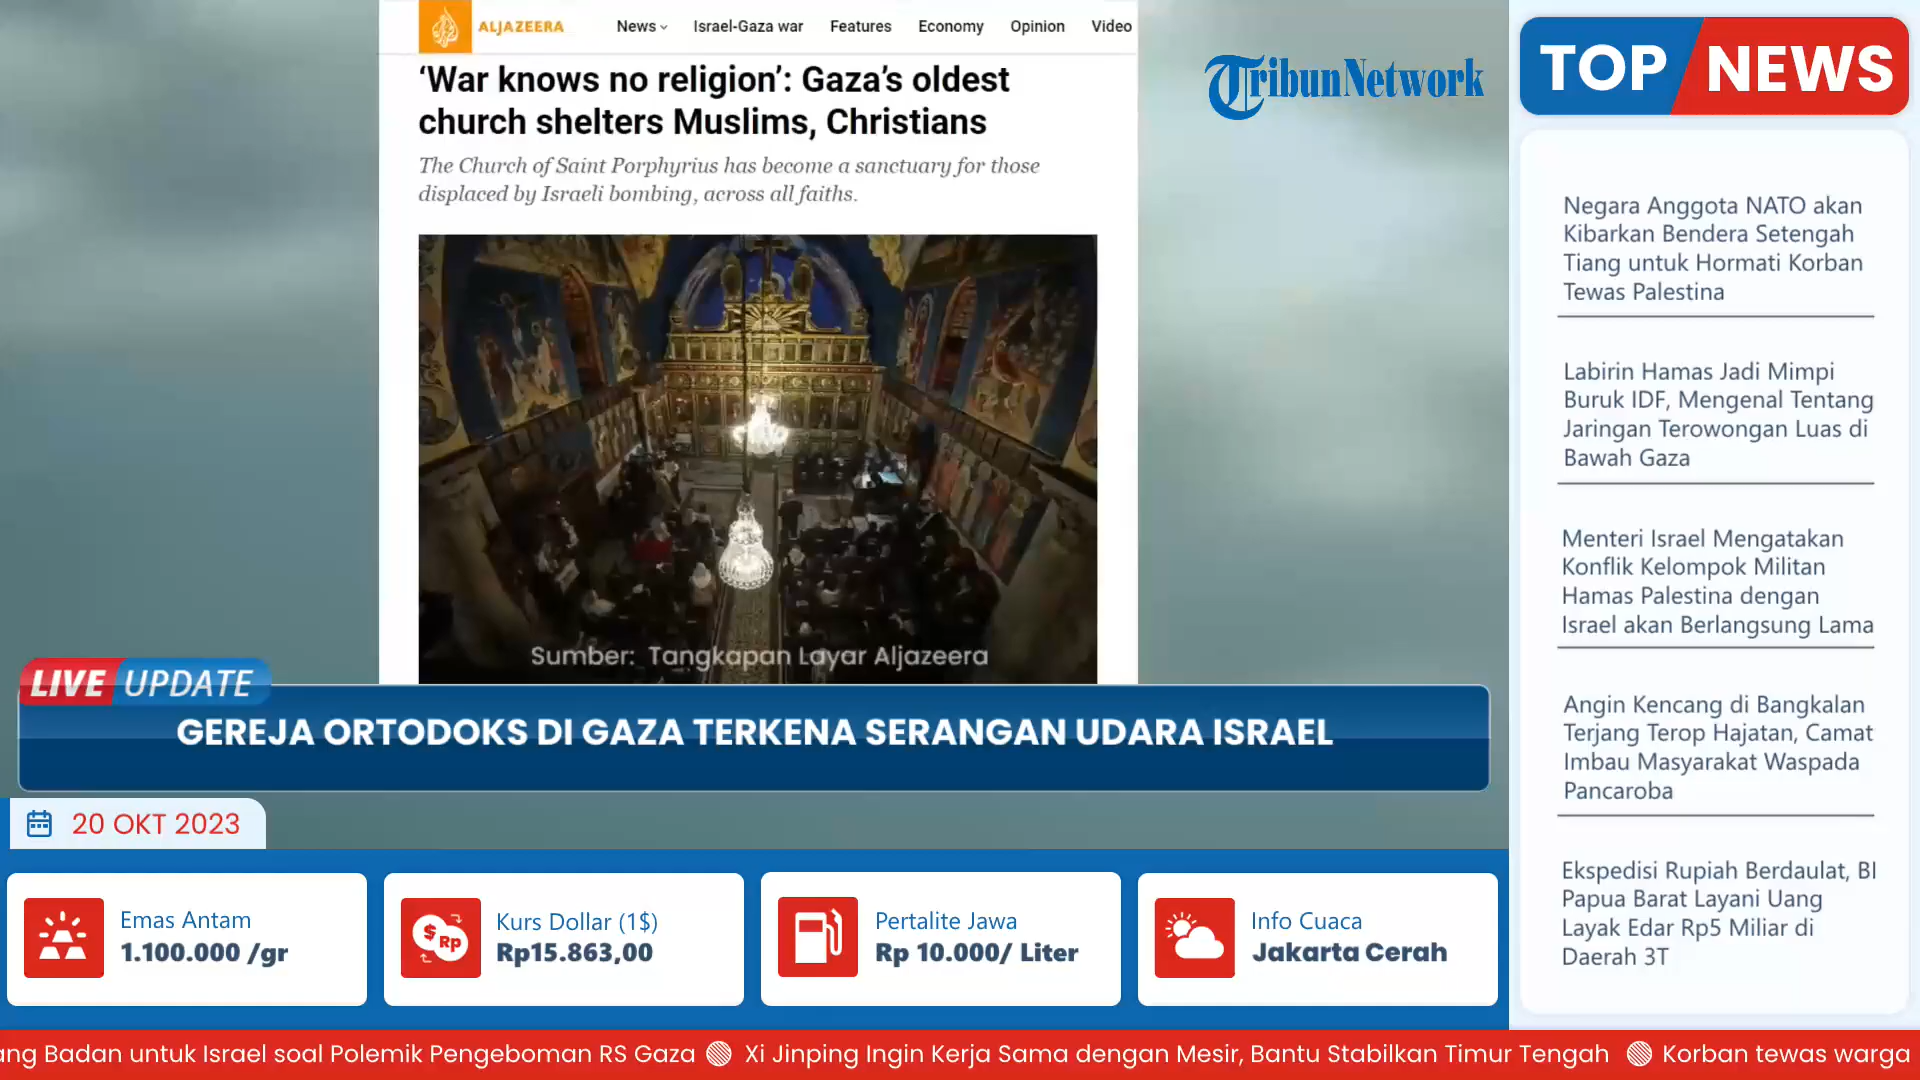 ALJAZEERA
News
Israel-Gaza war
Features
Economy
Opinion
Video
‘War knows no religion’: Gaza’s oldest
church shelters Muslims, Christians
The Church of Saint Porphyrius has become a sanctuary for those
displaced by Israeli bombing, across all faiths.
Sumber: Tangkapan Layar Aljazeera
TribunNetwork
LIVE UPDATE
GEREJA ORTODOKS DI GAZA TERKENA SERANGAN UDARA ISRAEL
20 OKT 2023
Emas Antam
1.100.000 /gr
$
Rp
Kurs Dollar (1$)
Rp15.863,00
Pertalite Jawa
Rp 10.000/ Liter
Info Cuaca
Jakarta Cerah
TOP NEWS
Negara Anggota NATO akan
Kibarkan Bendera Setengah
Tiang untuk Hormati Korban
Tewas Palestina
Labirin Hamas Jadi Mimpi
Buruk IDF, Mengenal Tentang
Jaringan Terowongan Luas di
Bawah Gaza
Menteri Israel Mengatakan
Konflik Kelompok Militan
Hamas Palestina dengan
Israel akan Berlangsung Lama
Angin Kencang di Bangkalan
Terjang Terop Hajatan, Camat
Imbau Masyarakat Waspada
Pancaroba
Ekspedisi Rupiah Berdaulat, BI
Papua Barat Layani Uang
Layak Edar Rp5 Miliar di
Daerah 3T
ang Badan untuk Israel soal Polemik Pengeboman RS Gaza
Xi Jinping Ingin Kerja Sama dengan Mesir, Bantu Stabilkan Timur Tengah
Korban tewas warga